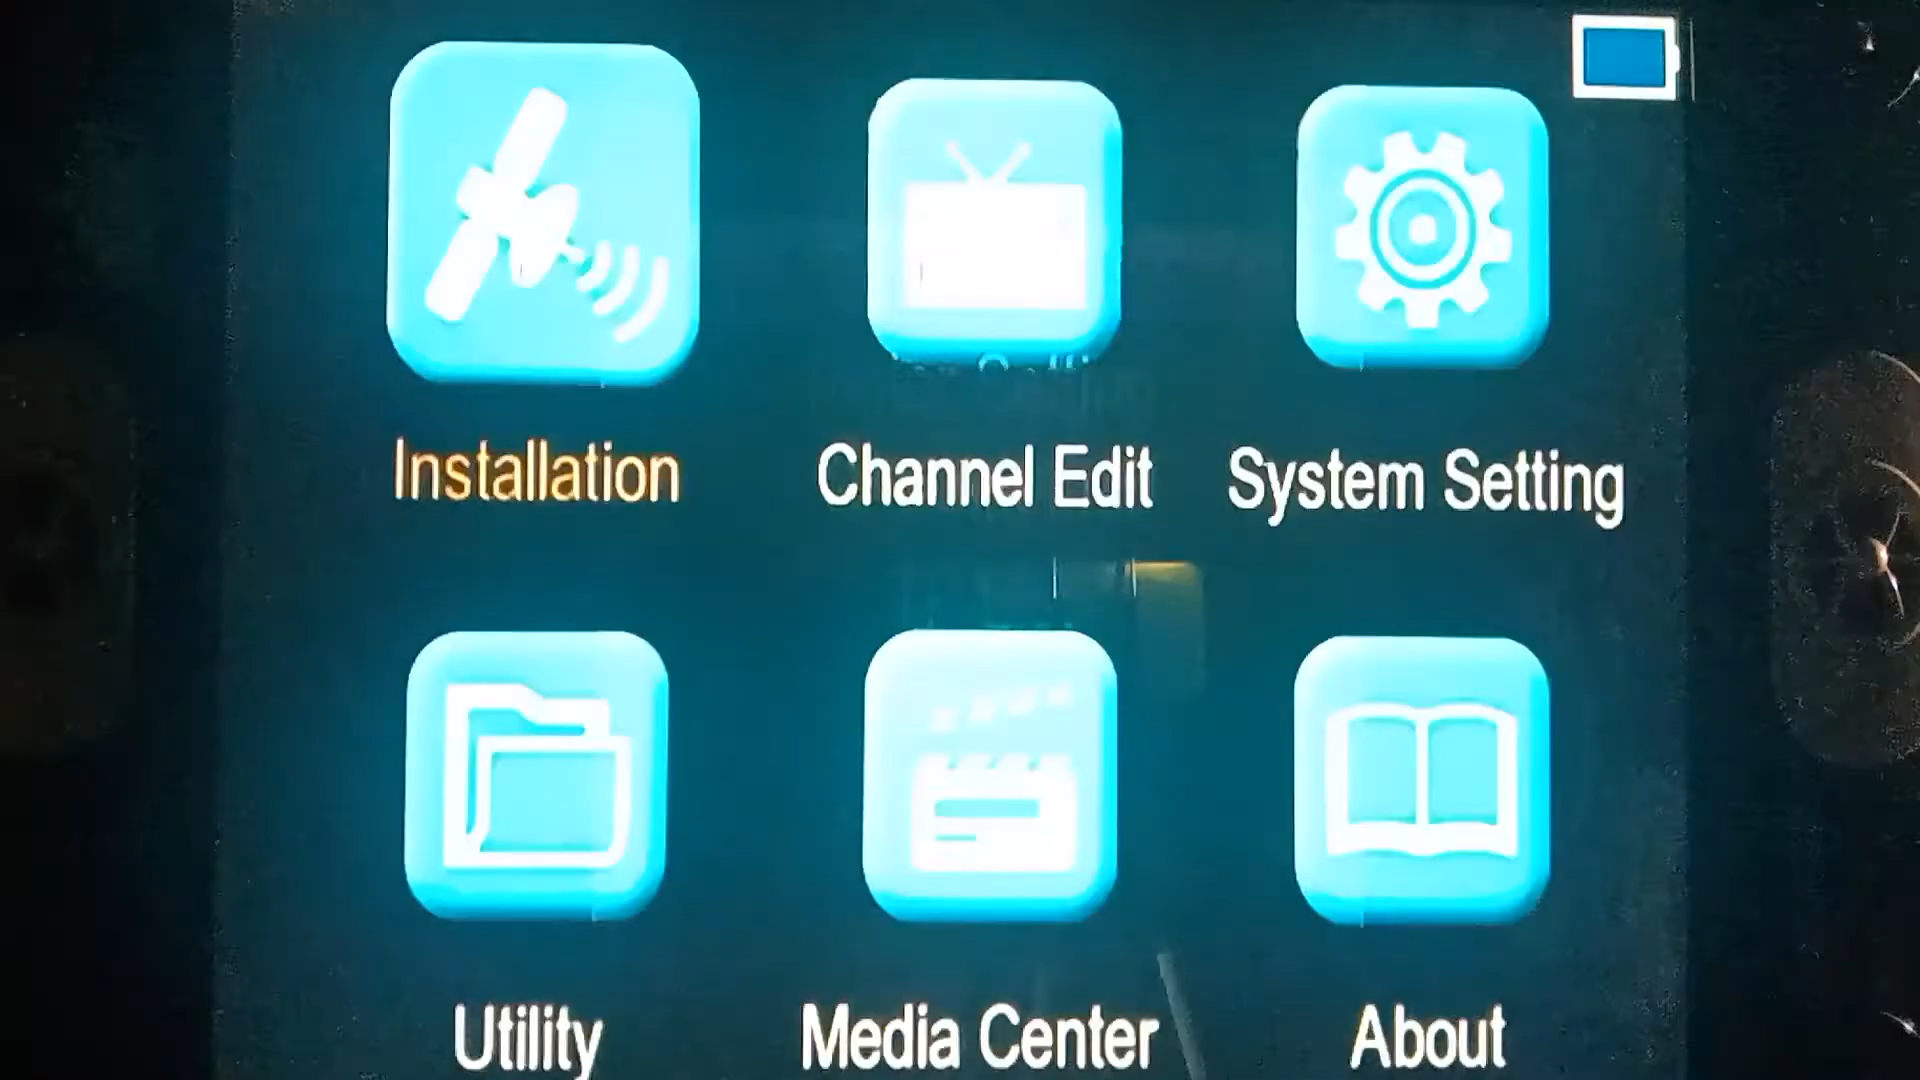 Installation
Channel Edit
System Setting
Utility
Media Center
About